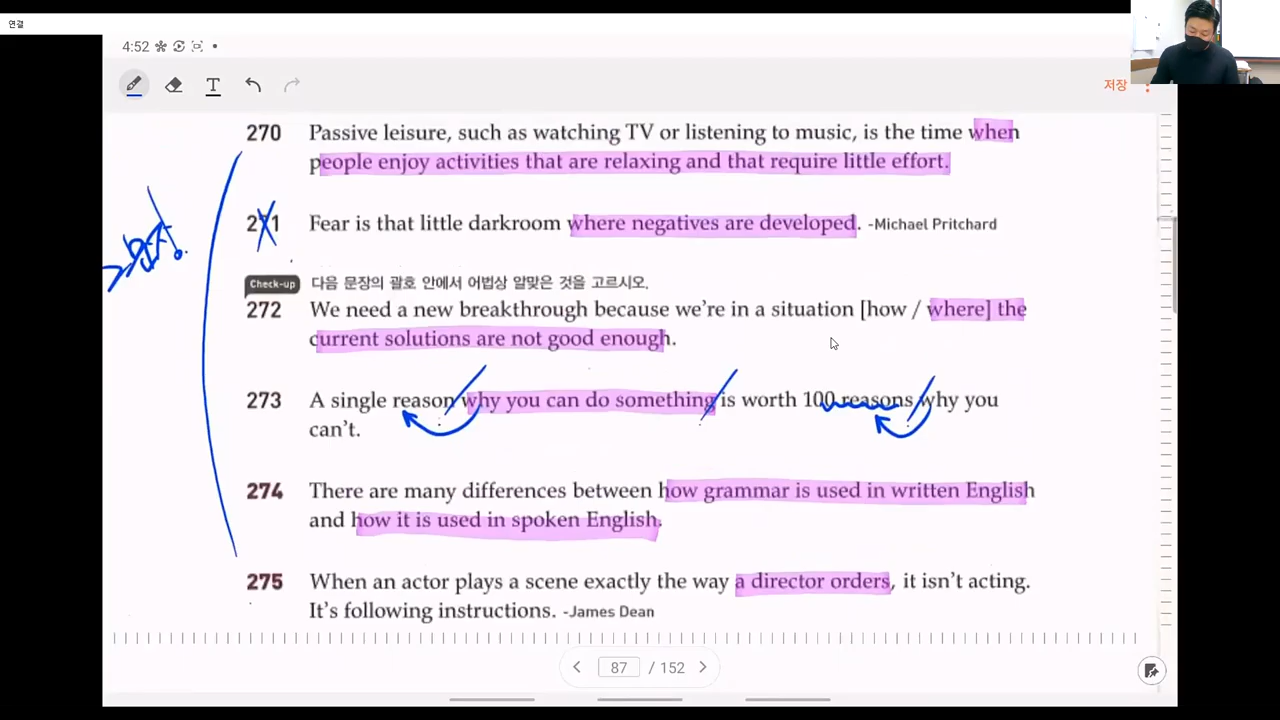 연결
4:52
T
저장
270 Passive leisure, such as watching TV or listening to music, is the time when
people enjoy activities that are relaxing and that require little effort.
271 Fear is that little darkroom where negatives are developed. -Michael Pritchard
Check-up 다음 문장의 괄호 안에서 어법상 알맞은 것을 고르시오.
272 We need a new breakthrough because we're in a situation [how / where] the
current solutions are not good enough.
273 A single reason why you can do something is worth 100 reasons why you
can't.
274 There are many differences between how grammar is used in written English
and how it is used in spoken English.
275 When an actor plays a scene exactly the way a director orders, it isn't acting.
It's following instructions. -James Dean
87 / 152